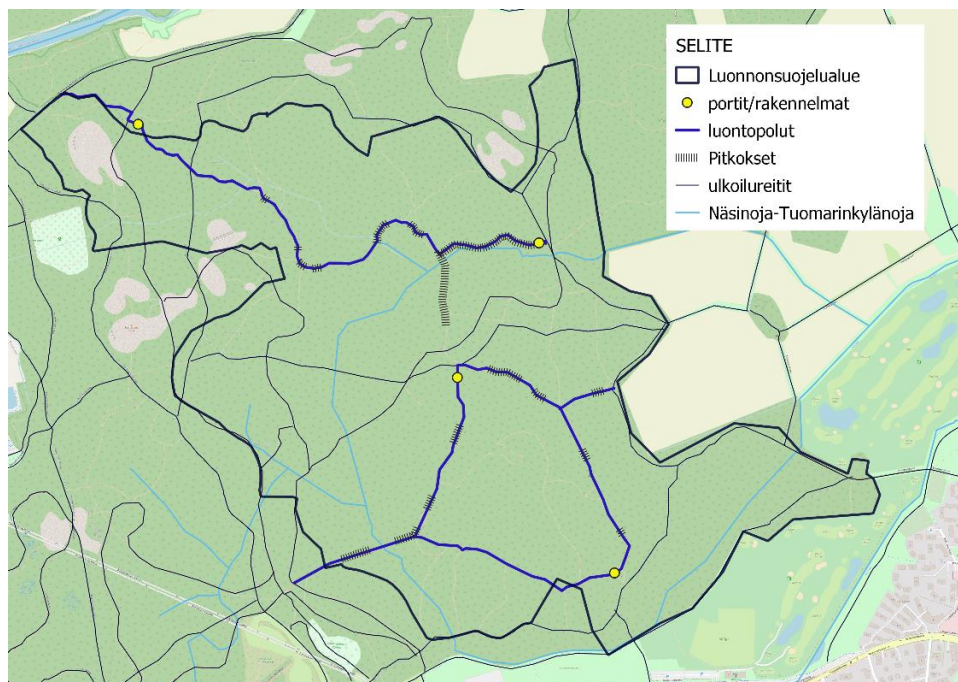 SELITE
Luonnonsuojelualue
portit/rakennelmat
luontopolut
Pitkokset
ulkoilureitit
Näsinoja-Tuomarinkylänoja